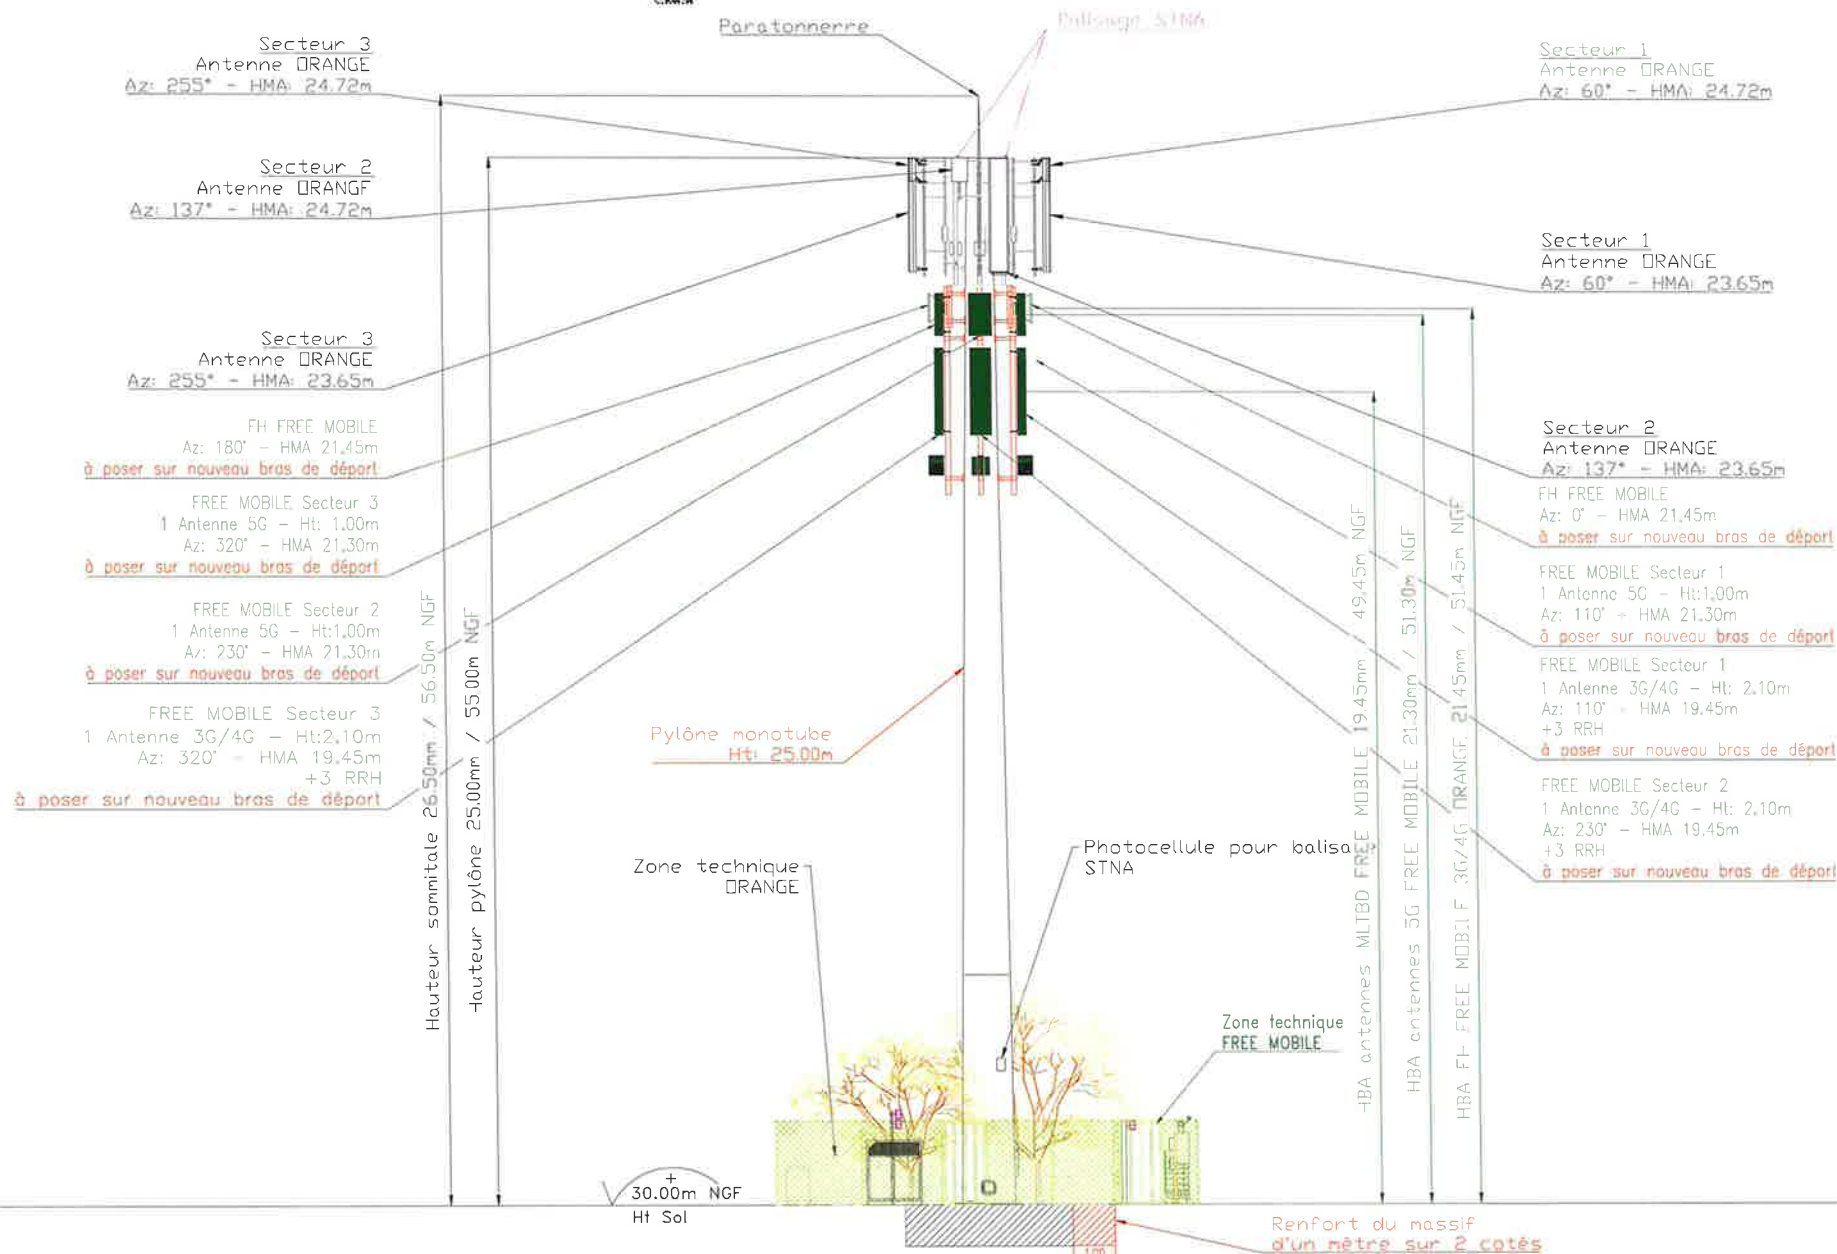 Paratonnerre
Balisage STNA
Secteur 3
Antenne ORANGE
Az: 255° - HMA: 24.72m
Secteur 2
Antenne ORANGE
Az: 137° - HMA: 24.72m
Secteur 3
Antenne ORANGE
Az: 255° - HMA: 23.65m
FH FREE MOBILE
Az: 180° - HMA 21.45m
à poser sur nouveau bras de déport
FREE MOBILE Secteur 3
1 Antenne 5G - Ht: 1.00m
Az: 320° - HMA 21.30m
à poser sur nouveau bras de déport
FREE MOBILE Secteur 2
1 Antenne 5G - Ht:1.00m
Az: 230° - HMA 21.30m
à poser sur nouveau bras de déport
FREE MOBILE Secteur 3
1 Antenne 3G/4G - Ht:2.10m
Az: 320° - HMA 19.45m
+3 RRH
à poser sur nouveau bras de déport
Hauteur sommitale 26.50mm / 56.50m NGF
Hauteur pylône 25.00mm / 55.00m NGF
Pylône monotube
Ht: 25.00m
Zone technique
ORANGE
Photocellule pour balisa
STNA
Zone technique
FREE MOBILE
30.00m NGF
Ht Sol
Renfort du massif
d'un mètre sur 2 cotés
1.00
HBA antennes MLTBD FREE MOBILE 19.45mm / 49.45m NGF
HBA antennes 5G FREE MOBILE 21.30mm / 51.30m NGF
HBA FH FREE MOBILE 3G/4G ORANGE 21.45mm / 51.45m NGF
Secteur 1
Antenne ORANGE
Az: 60° - HMA: 24.72m
Secteur 1
Antenne ORANGE
Az: 60° - HMA: 23.65m
Secteur 2
Antenne ORANGE
Az: 137° - HMA: 23.65m
FH FREE MOBILE
Az: 0° - HMA 21.45m
à poser sur nouveau bras de déport
FREE MOBILE Secteur 1
1 Antenne 5G - Ht:1.00m
Az: 110° - HMA 21.30m
à poser sur nouveau bras de déport
FREE MOBILE Secteur 1
1 Antenne 3G/4G - Ht: 2.10m
Az: 110° - HMA 19.45m
+3 RRH
à poser sur nouveau bras de déport
FREE MOBILE Secteur 2
1 Antenne 3G/4G - Ht: 2.10m
Az: 230° - HMA 19.45m
+3 RRH
à poser sur nouveau bras de déport